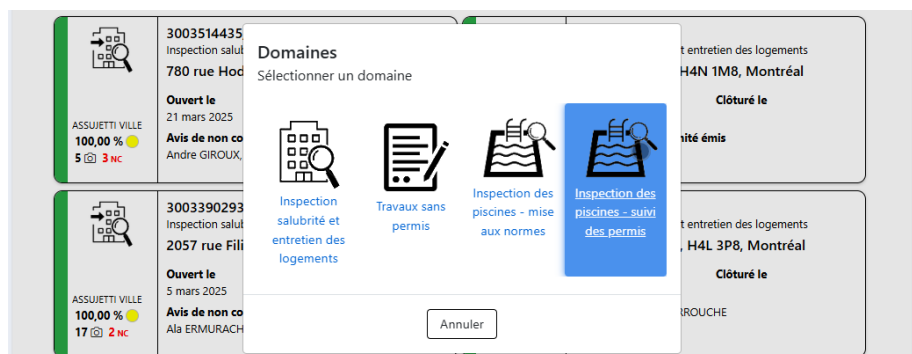 3003514435
Inspection salub
780 rue Hod
Ouvert le
21 mars 2025
Avis de non co
Andre GIROUX,
ASSUJETTI VILLE
100,00 %
5 3 NC
Domaines
Sélectionner un domaine
Inspection
salubrité et
entretien des
logements
Travaux sans
permis
Inspection des
piscines - mise
aux normes
Inspection des
piscines - suivi
des permis
Annuler
t entretien des logements
H4N 1M8, Montréal
Clôturé le
ité émis
3003390293
Inspection salub
2057 rue Fili
Ouvert le
5 mars 2025
Avis de non co
Ala ERMURACH
ASSUJETTI VILLE
100,00 %
17 2 NC
t entretien des logements
, H4L 3P8, Montréal
Clôturé le
ROUCHE